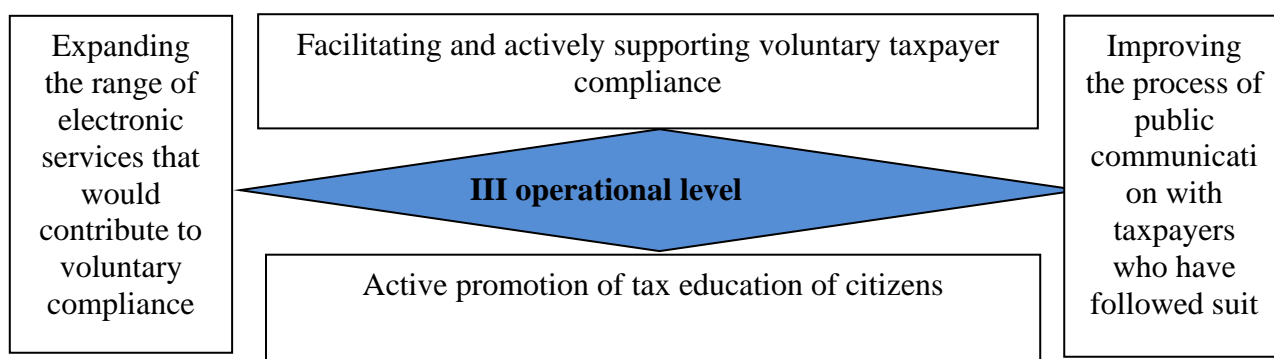 Expanding
the range of
electronic
services that
would
contribute to
voluntary
compliance
Facilitating and actively supporting voluntary taxpayer
compliance
III operational level
Active promotion of tax education of citizens
Improving
the process of
public
communicati
on with
taxpayers
who have
followed suit